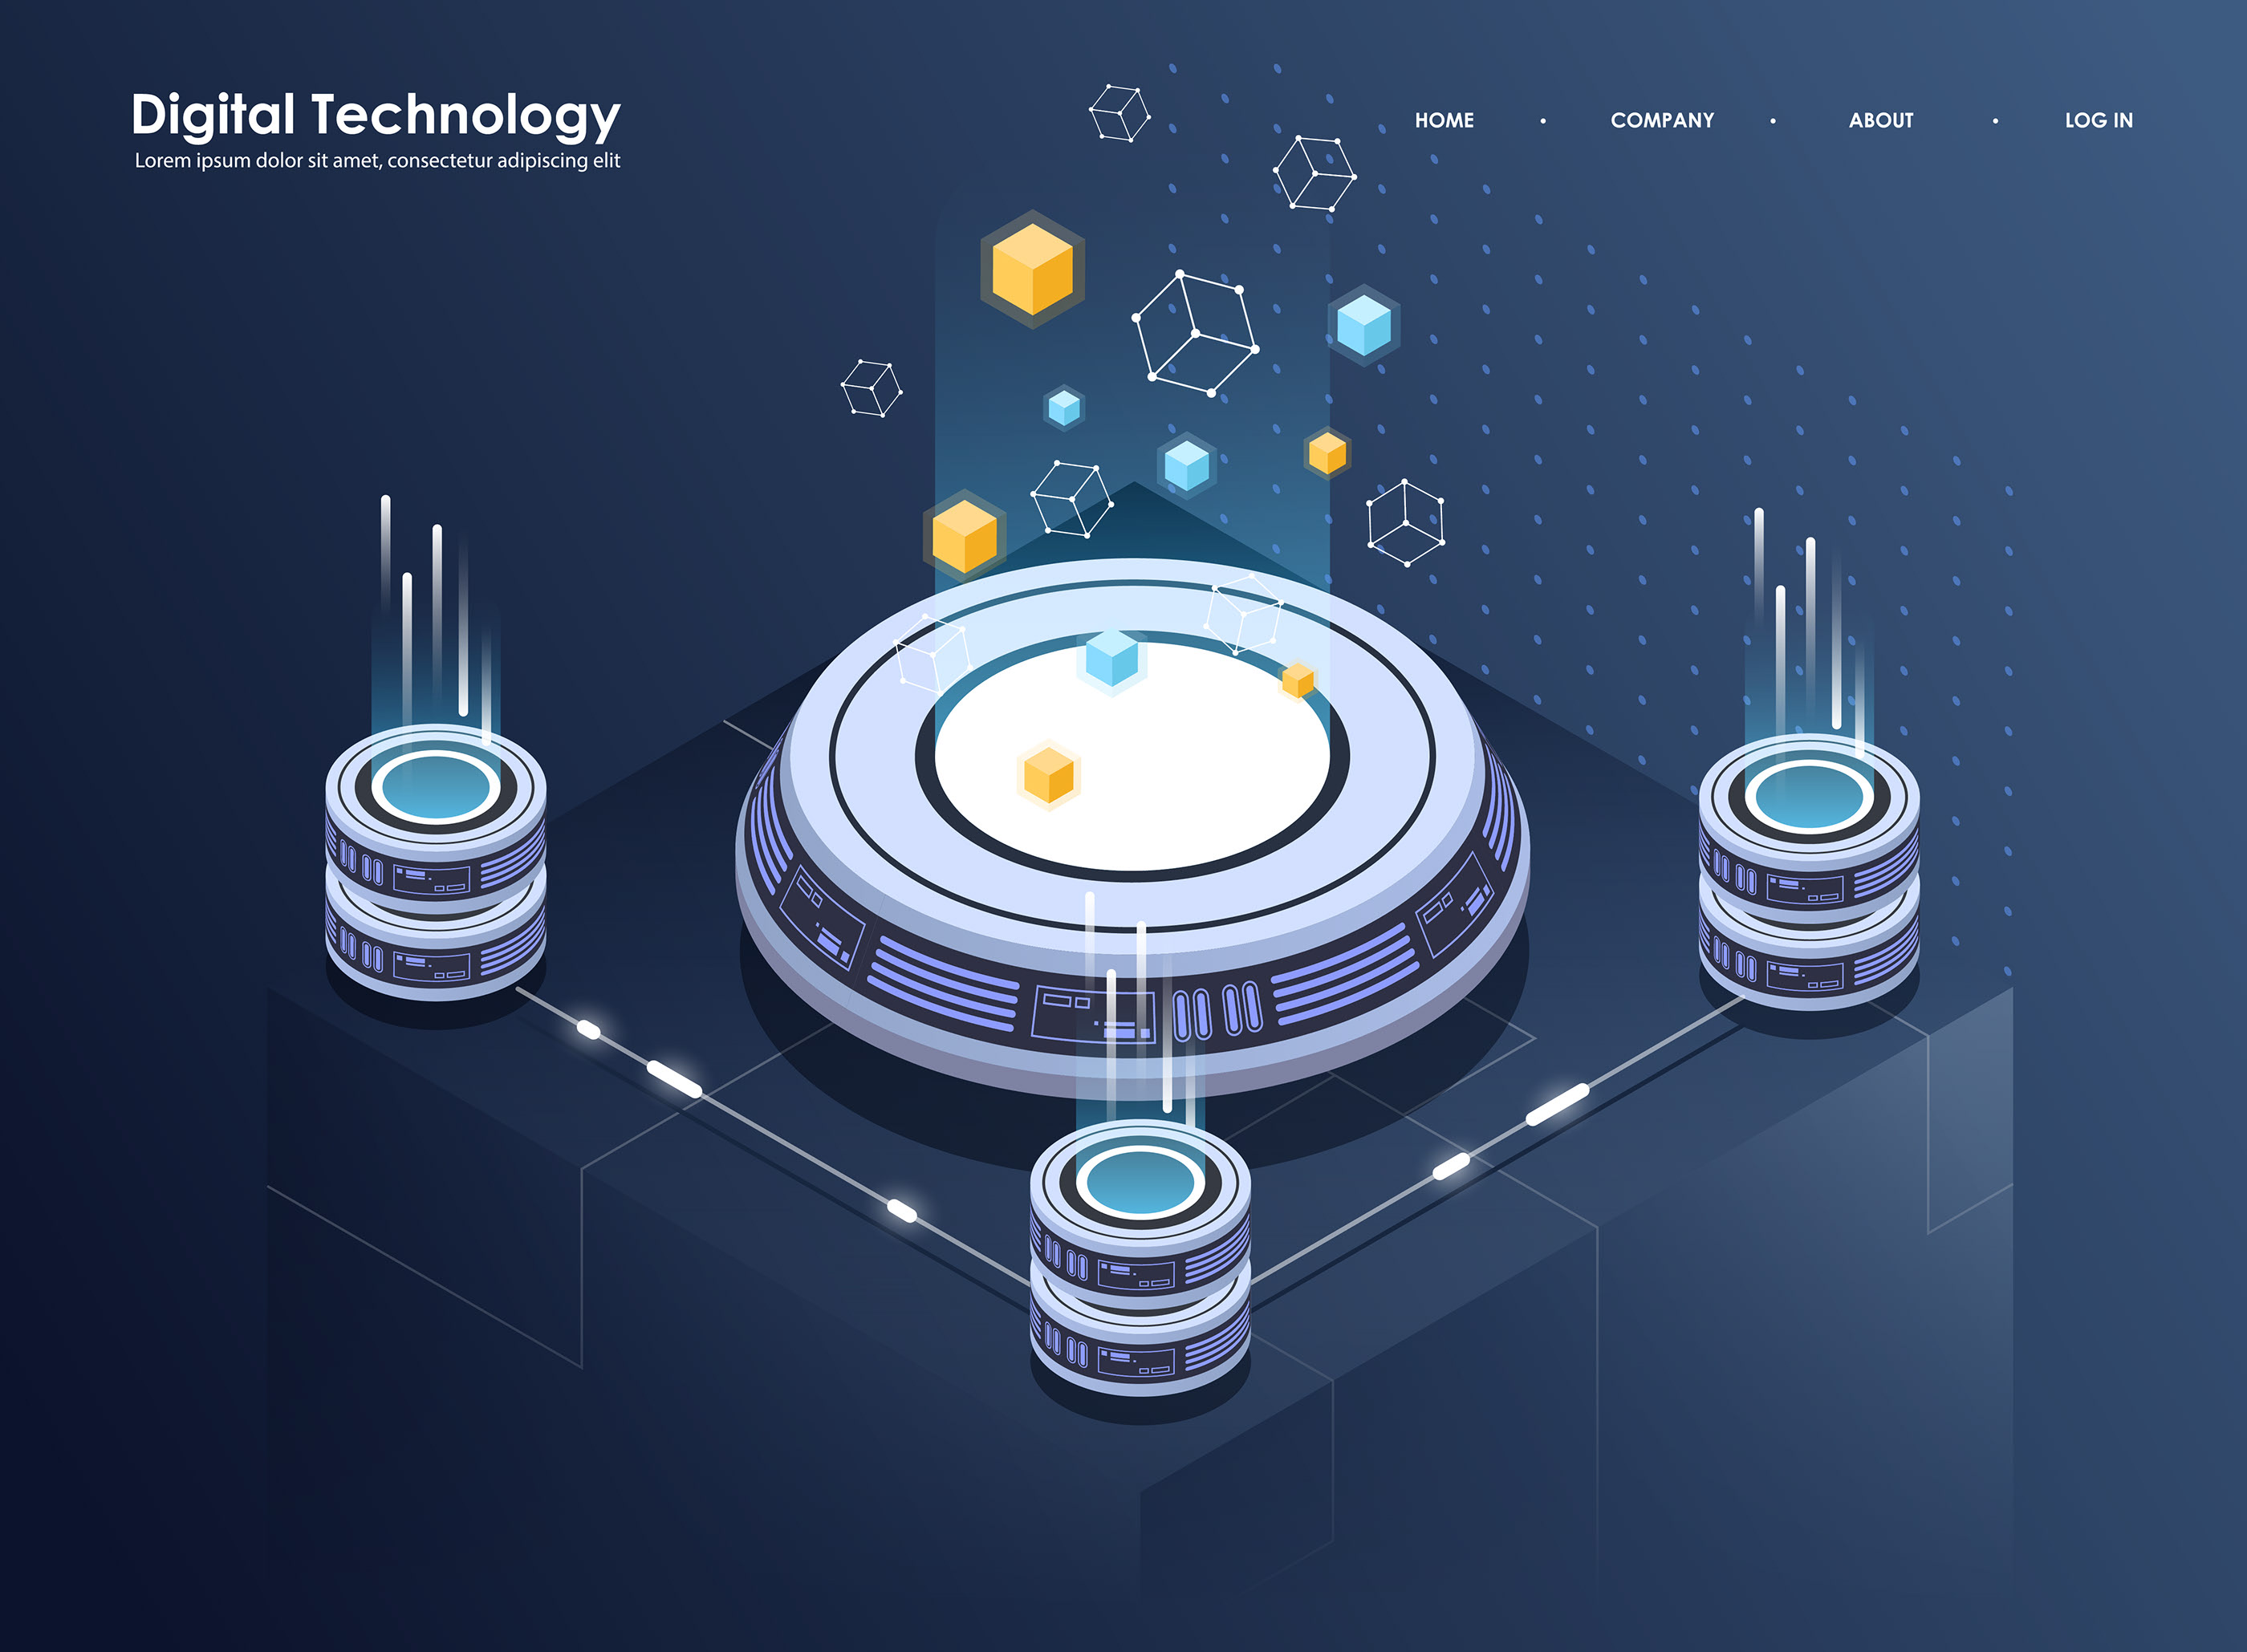 Digital Technology
Lorem ipsum dolor sit amet, consectetur adipiscing elit
HOME • COMPANY • ABOUT • LOG IN